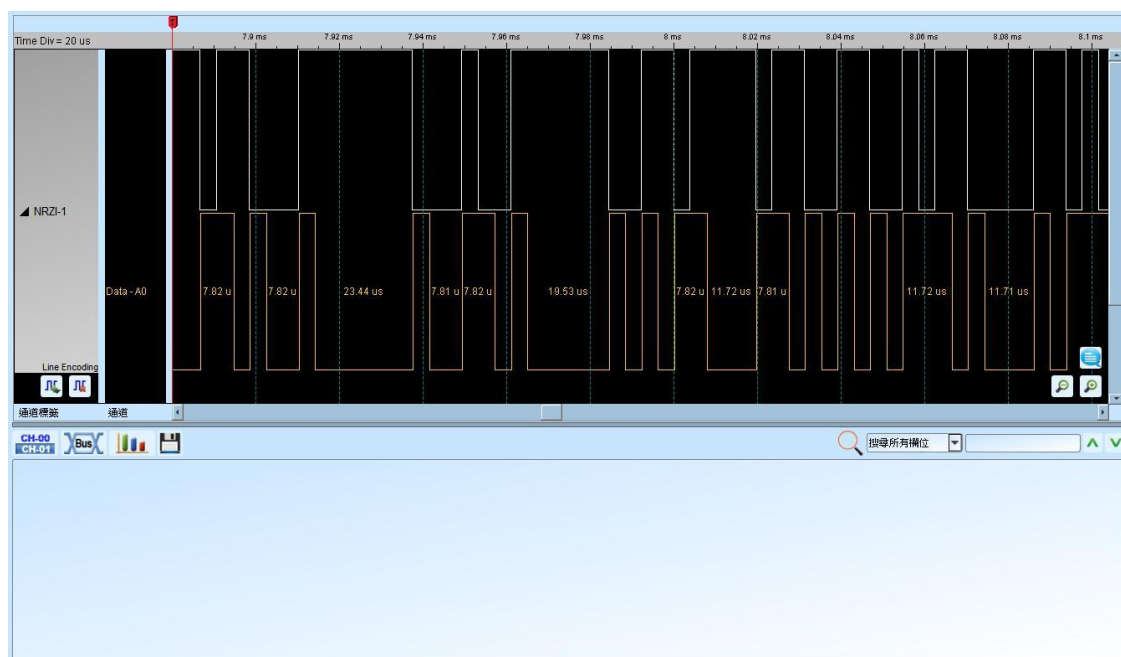 Time Div = 20 us
7.9 ms 7.92 ms 7.94 ms 7.96 ms 7.98 ms 8 ms 8.02 ms 8.04 ms 8.06 ms 8.08 ms 8.1 ms
NRZI-1
Data - A0 7.82 u 7.82 u 23.44 us 7.81 u 7.82 u 19.53 us 7.82 u 11.72 us 7.81 u 11.72 us 11.71 us
Line Encoding
通道標籤 通道
CH-00
CH-01
Bus
搜尋所有欄位